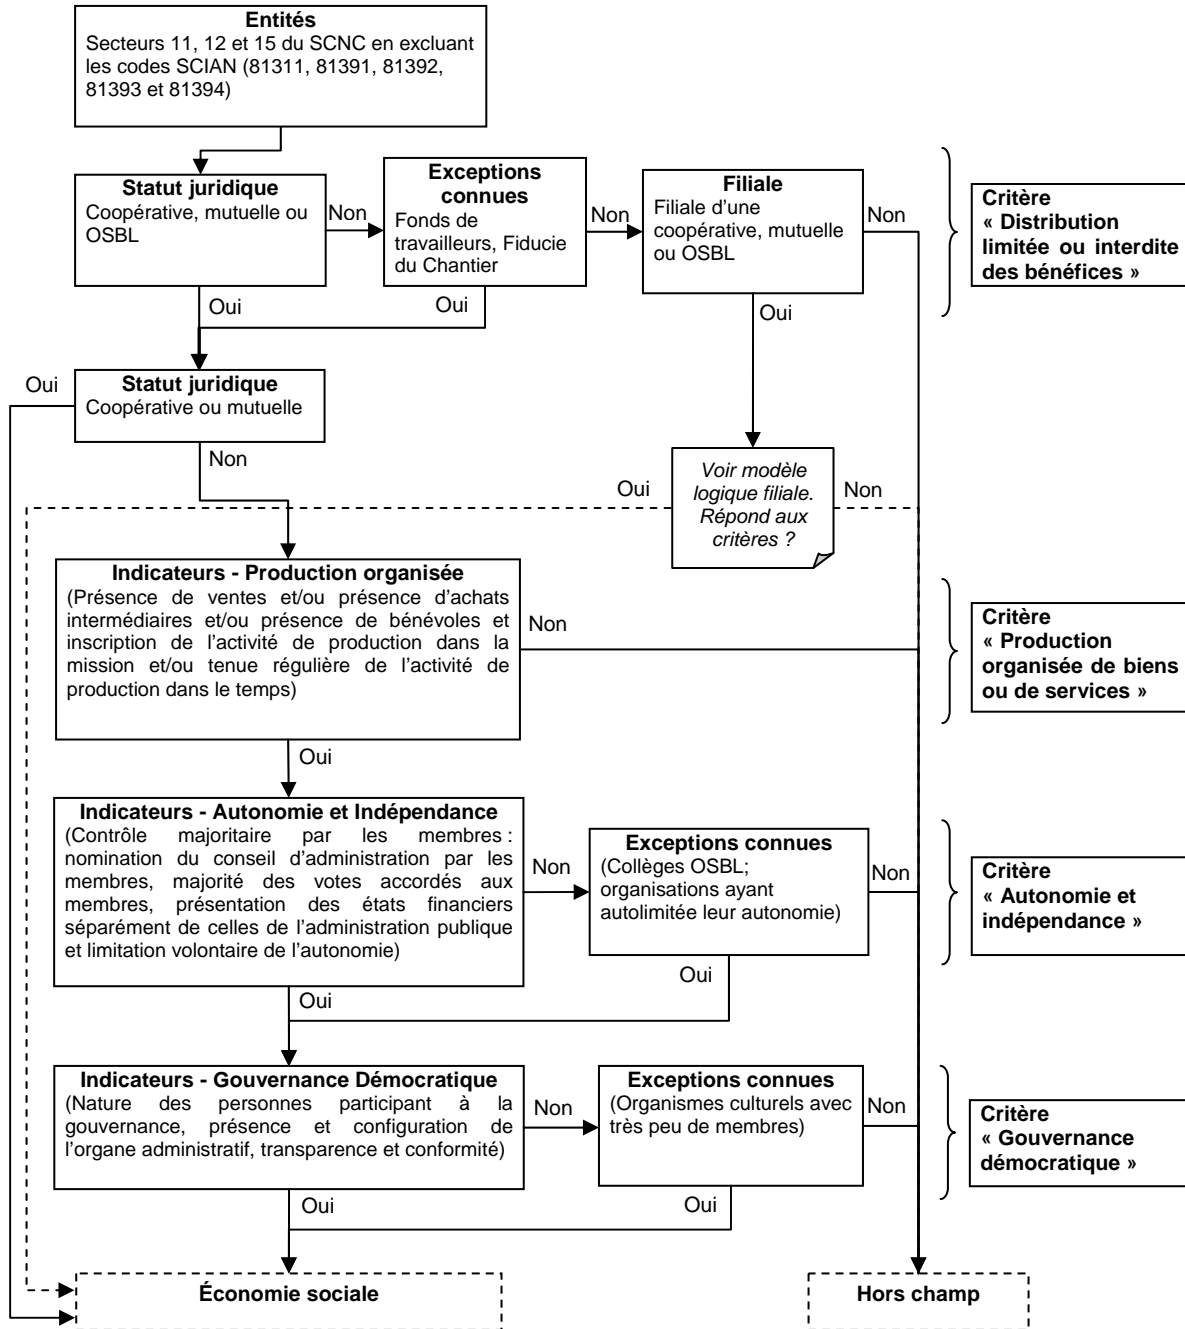 Entités
Secteurs 11, 12 et 15 du SCNC en excluant
les codes SCIAN (81311, 81391, 81392,
81393 et 81394)
Statut juridique
Coopérative, mutuelle ou
OSBL
Non
Exceptions
connues
Fonds de
travailleurs, Fiducie
du Chantier
Non
Filiale
Filiale d'une
coopérative, mutuelle
ou OSBL
Non
Critère
« Distribution
limitée ou interdite
des bénéfices »
Oui
Oui
Oui
Oui
Statut juridique
Coopérative ou mutuelle
Non
Oui
Voir modèle
logique filiale.
Répond aux
critères ?
Non
Indicateurs - Production organisée
(Présence de ventes et/ou présence d'achats
intermédiaires et/ou présence de bénévoles et
inscription de l'activité de production dans la
mission et/ou tenue régulière de l'activité de
production dans le temps)
Non
Critère
« Production
organisée de biens
ou de services »
Oui
Indicateurs - Autonomie et Indépendance
(Contrôle majoritaire par les membres :
nomination du conseil d'administration par les
membres, majorité des votes accordés aux
membres, présentation des états financiers
séparément de celles de l'administration publique
et limitation volontaire de l'autonomie)
Non
Exceptions connues
(Collèges OSBL;
organisations ayant
autolimitée leur autonomie)
Non
Critère
« Autonomie et
indépendance »
Oui
Oui
Indicateurs - Gouvernance Démocratique
(Nature des personnes participant à la
gouvernance, présence et configuration de
l'organe administratif, transparence et conformité)
Non
Exceptions connues
(Organismes culturels avec
très peu de membres)
Non
Critère
« Gouvernance
démocratique »
Oui
Oui
Économie sociale
Hors champ